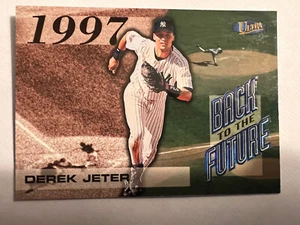 1997
ULTRA
BACK
TO THE
FUTURE
DEREK JETER